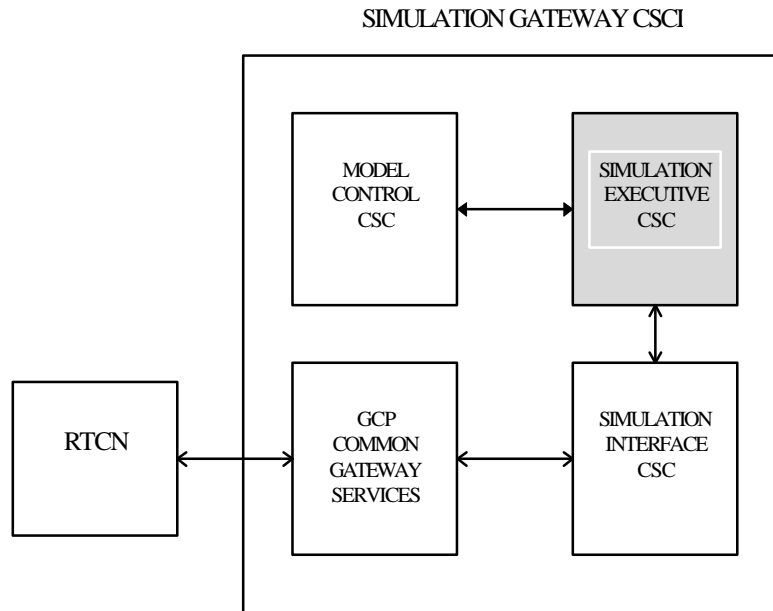 SIMULATION GATEWAY CSCI
MODEL
CONTROL
CSC
SIMULATION
EXECUTIVE
CSC
RTCN
GCP
COMMON
GATEWAY
SERVICES
SIMULATION
INTERFACE
CSC